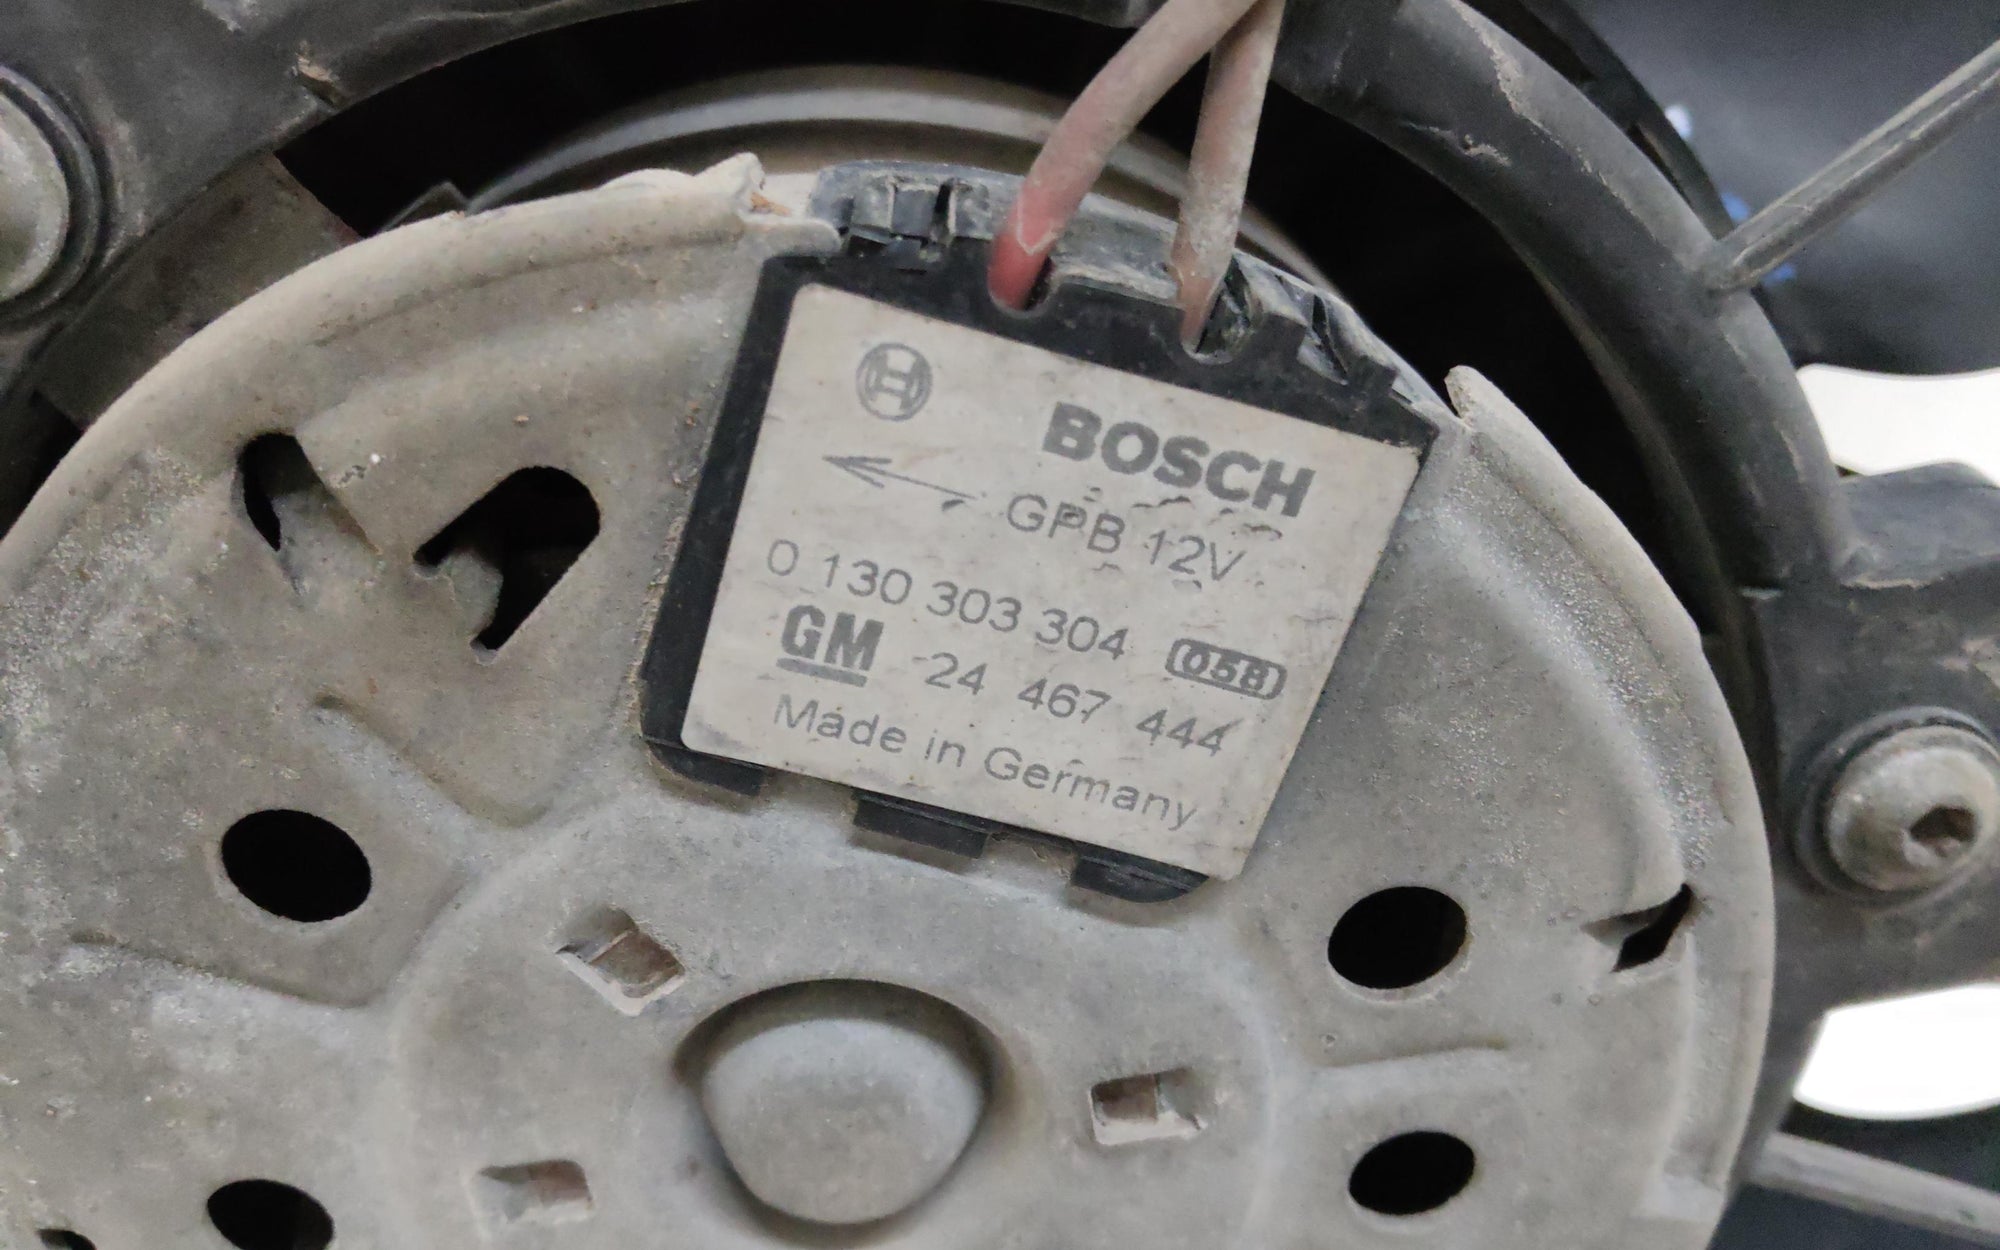 BOSCH
GPB 12V
0 130 303 304 058
GM 24 467 444
Made in Germany